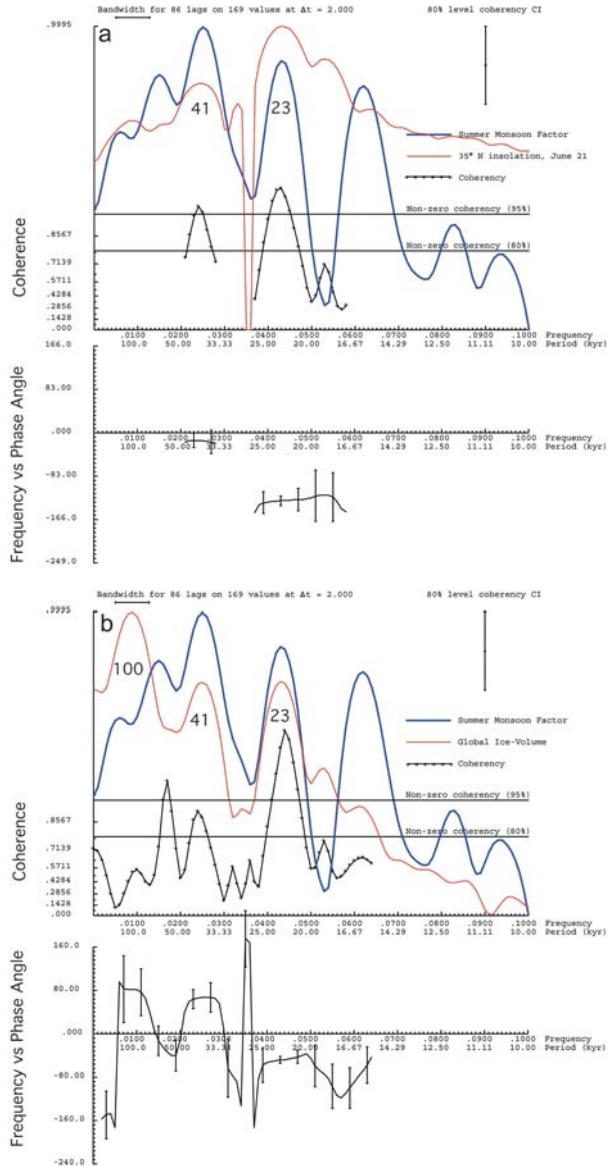 Bandwidth for 86 lags on 169 values at Δt = 2.000 80% level coherency CI
.9995
a
41
23
Summer Monsoon Factor
35° N insolation, June 21
Coherency
Non-zero coherency (95%)
Non-zero coherency (80%)
Coherence
.8567
.7139
.5711
.4284
.2856
.1428
.000
.0100 .0200 .0300 .0400 .0500 .0600 .0700 .0800 .0900 .1000 Frequency
100.0 50.00 33.33 25.00 20.00 16.67 14.29 12.50 11.11 10.00 Period (kyr)
Frequency vs Phase Angle
166.0
83.00
.000
-83.00
-166.0
-249.0
.0100 .0200 .0300 .0400 .0500 .0600 .0700 .0800 .0900 .1000 Frequency
100.0 50.00 33.33 25.00 20.00 16.67 14.29 12.50 11.11 10.00 Period (kyr)
Bandwidth for 86 lags on 169 values at Δt = 2.000 80% level coherency CI
.9995
b
100
41
23
Summer Monsoon Factor
Global Ice-Volume
Coherency
Non-zero coherency (95%)
Non-zero coherency (80%)
Coherence
.8567
.7139
.5711
.4284
.2856
.1428
.000
.0100 .0200 .0300 .0400 .0500 .0600 .0700 .0800 .0900 .1000 Frequency
100.0 50.00 33.33 25.00 20.00 16.67 14.29 12.50 11.11 10.00 Period (kyr)
Frequency vs Phase Angle
160.0
80.00
.000
-80.00
-160.0
-240.0
.0100 .0200 .0300 .0400 .0500 .0600 .0700 .0800 .0900 .1000 Frequency
100.0 50.00 33.33 25.00 20.00 16.67 14.29 12.50 11.11 10.00 Period (kyr)